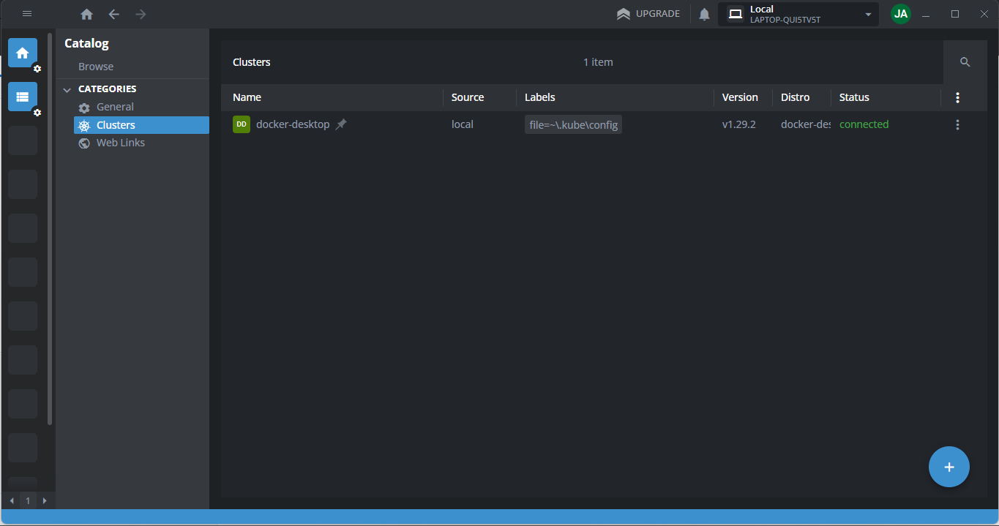 UPGRADE
Local
LAPTOP-QUI5TV5T
JA
Catalog
Browse
CATEGORIES
General
Clusters
Web Links
Clusters
1 item
Name Source Labels Version Distro Status
DD docker-desktop local file=~\.kube\config v1.29.2 docker-des connected
1